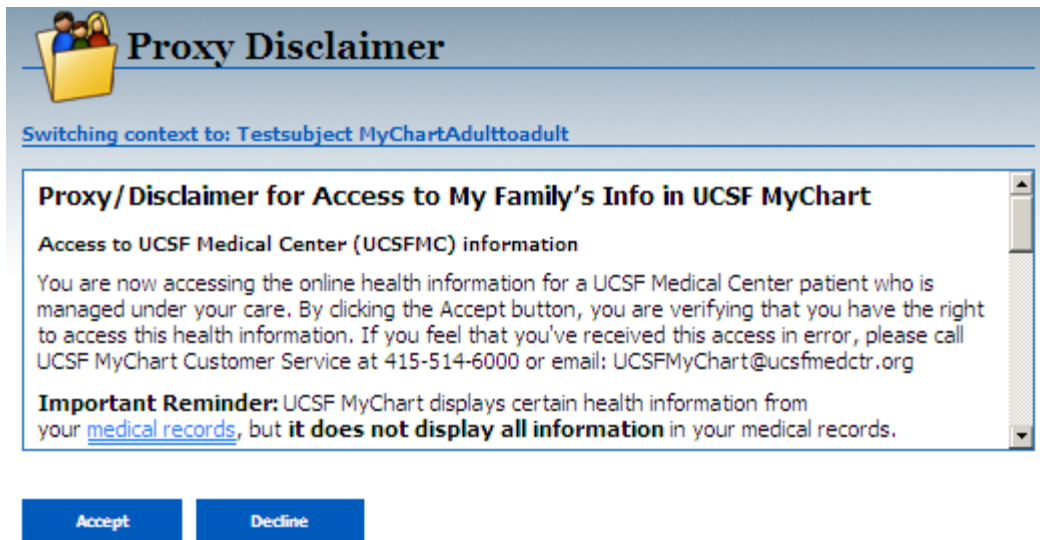 Proxy Disclaimer
Switching context to: Testsubject MyChartAdulttoadult
Proxy/Disclaimer for Access to My Family's Info in UCSF MyChart
Access to UCSF Medical Center (UCSFMC) information
You are now accessing the online health information for a UCSF Medical Center patient who is
managed under your care. By clicking the Accept button, you are verifying that you have the right
to access this health information. If you feel that you've received this access in error, please call
UCSF MyChart Customer Service at 415-514-6000 or email: UCSFMyChart@ucsfmedctr.org
Important Reminder: UCSF MyChart displays certain health information from
your medical records, but it does not display all information in your medical records.
Accept Decline